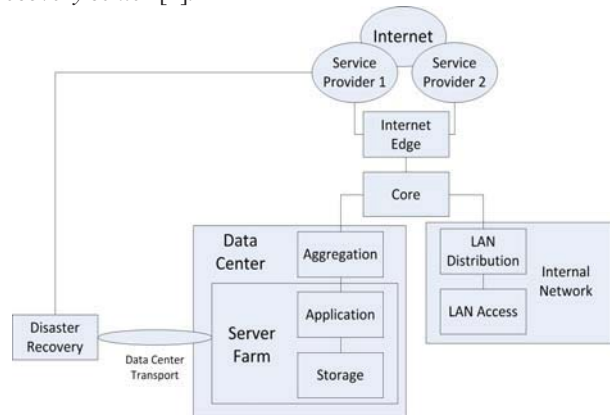 Internet
Service
Provider 1
Service
Provider 2
Internet
Edge
Core
Data
Center
Aggregation
LAN
Distribution
Internal
Network
LAN Access
Application
Server
Farm
Storage
Disaster
Recovery
Data Center
Transport